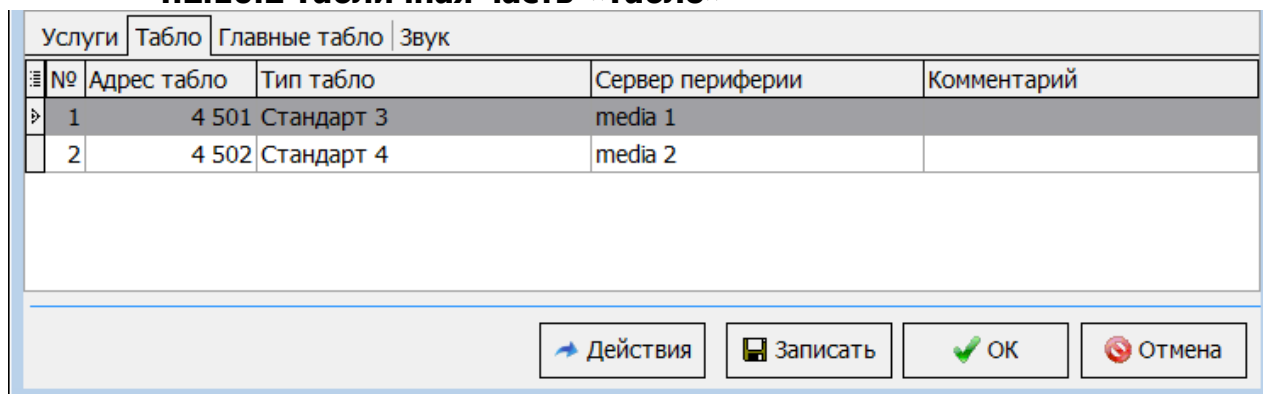 Услуги Табло Главные табло Звук
№ Адрес табло Тип табло Сервер периферии Комментарий
1 4 501 Стандарт 3 media 1
2 4 502 Стандарт 4 media 2
Действия Записать ОК Отмена